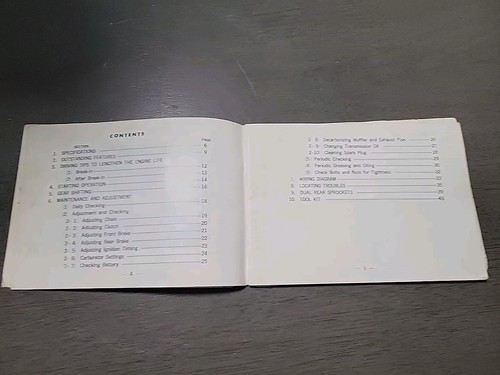 CONTENTS
SECTION PAGE
1. SPECIFICATIONS 6
2. OUTSTANDING FEATURES 9
3. DRIVING TIPS TO LENGTHEN THE ENGINE LIFE
① Break-in 12
② After Break-in 13
4. STARTING OPERATION 14
5. GEAR SHIFTING 16
6. MAINTENANCE AND ADJUSTMENT
① Daily Checking 18
② Adjustment and Checking
2- 1. Adjusting Chain 19
2- 2. Adjusting Clutch 20
2- 3. Adjusting Front Brake 21
2- 4. Adjusting Rear Brake 22
2- 5. Adjusting Ignition Timing 23
2- 6. Carburetor Settings 24
2- 7. Checking Battery 25
4
2- 8. Decarbonizing Muffler and Exhaust Pipe 26
2- 9. Changing Transmission Oil 27
2-10. Cleaning Spark Plug 28
③ Periodic Checking 29
④ Periodic Greasing and Oiling 30
⑤ Check Bolts and Nuts for Tightness 32
7. WIRING DIAGRAM 33
8. LOCATING TROUBLES 35
9. DUAL REAR SPROCKETS 39
10. TOOL KIT 40
5